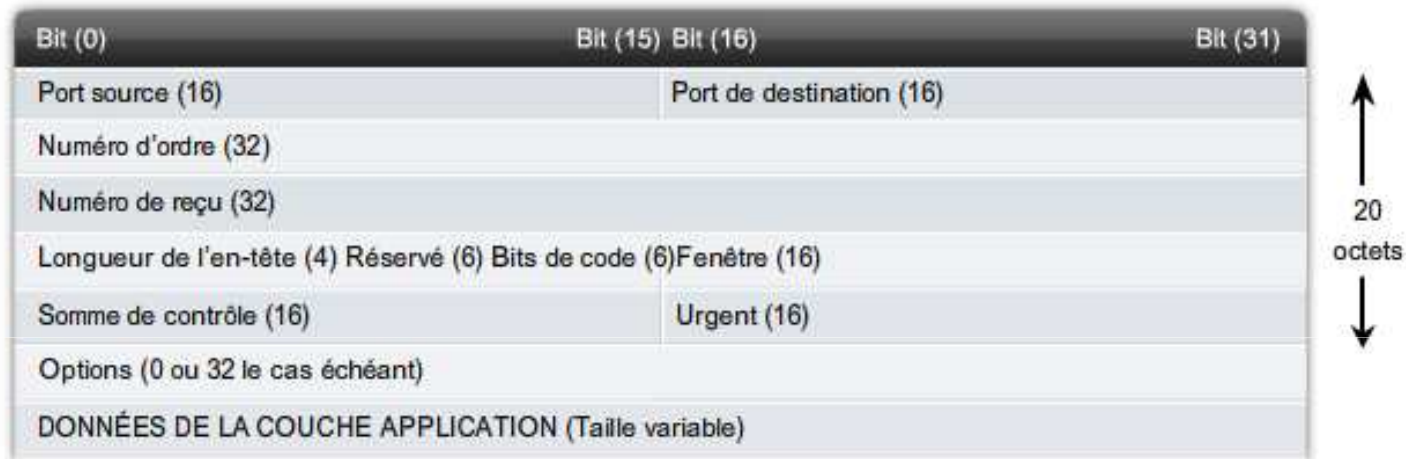 Bit (0) Bit (15) Bit (16) Bit (31)
Port source (16) Port de destination (16)
Numéro d'ordre (32)
Numéro de reçu (32)
Longueur de l'en-tête (4) Réservé (6) Bits de code (6)Fenêtre (16)
Somme de contrôle (16) Urgent (16)
Options (0 ou 32 le cas échéant)
DONNÉES DE LA COUCHE APPLICATION (Taille variable)
20
octets